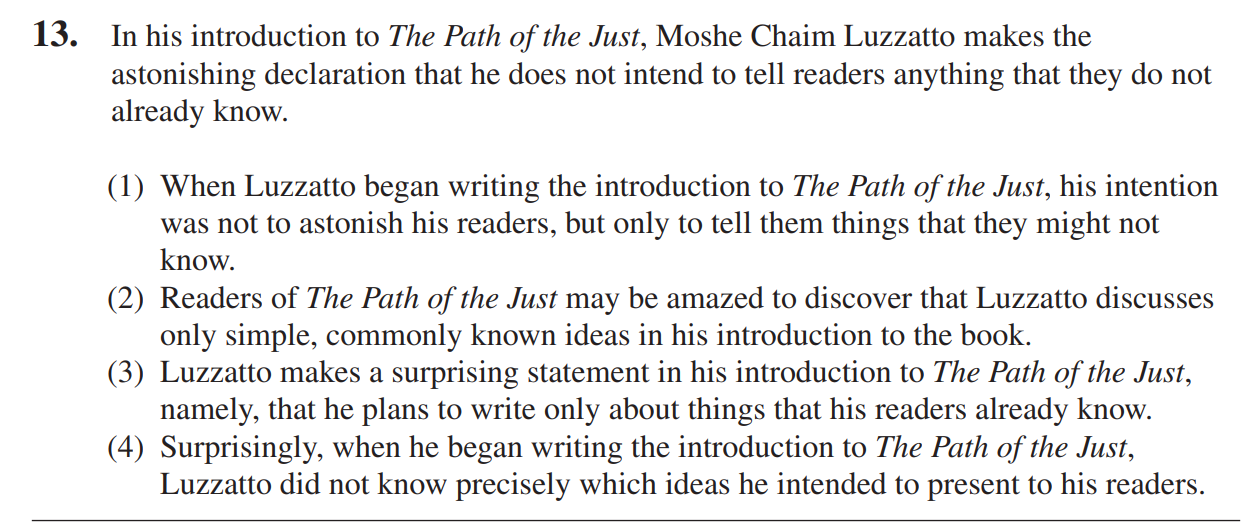 13. In his introduction to The Path of the Just, Moshe Chaim Luzzatto makes the
astonishing declaration that he does not intend to tell readers anything that they do not
already know.
(1) When Luzzatto began writing the introduction to The Path of the Just, his intention
was not to astonish his readers, but only to tell them things that they might not
know.
(2) Readers of The Path of the Just may be amazed to discover that Luzzatto discusses
only simple, commonly known ideas in his introduction to the book.
(3) Luzzatto makes a surprising statement in his introduction to The Path of the Just,
namely, that he plans to write only about things that his readers already know.
(4) Surprisingly, when he began writing the introduction to The Path of the Just,
Luzzatto did not know precisely which ideas he intended to present to his readers.